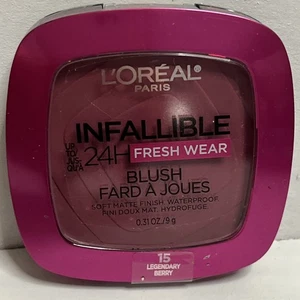 L'ORÉAL
PARIS
INFALLIBLE
24H FRESH WEAR
BLUSH
FARD À JOUES
SOFT MATTE FINISH. WATERPROOF
FINI DOUX MAT. HYDROFUGE
0.31 OZ/9 g
15
LEGENDARY
BERRY